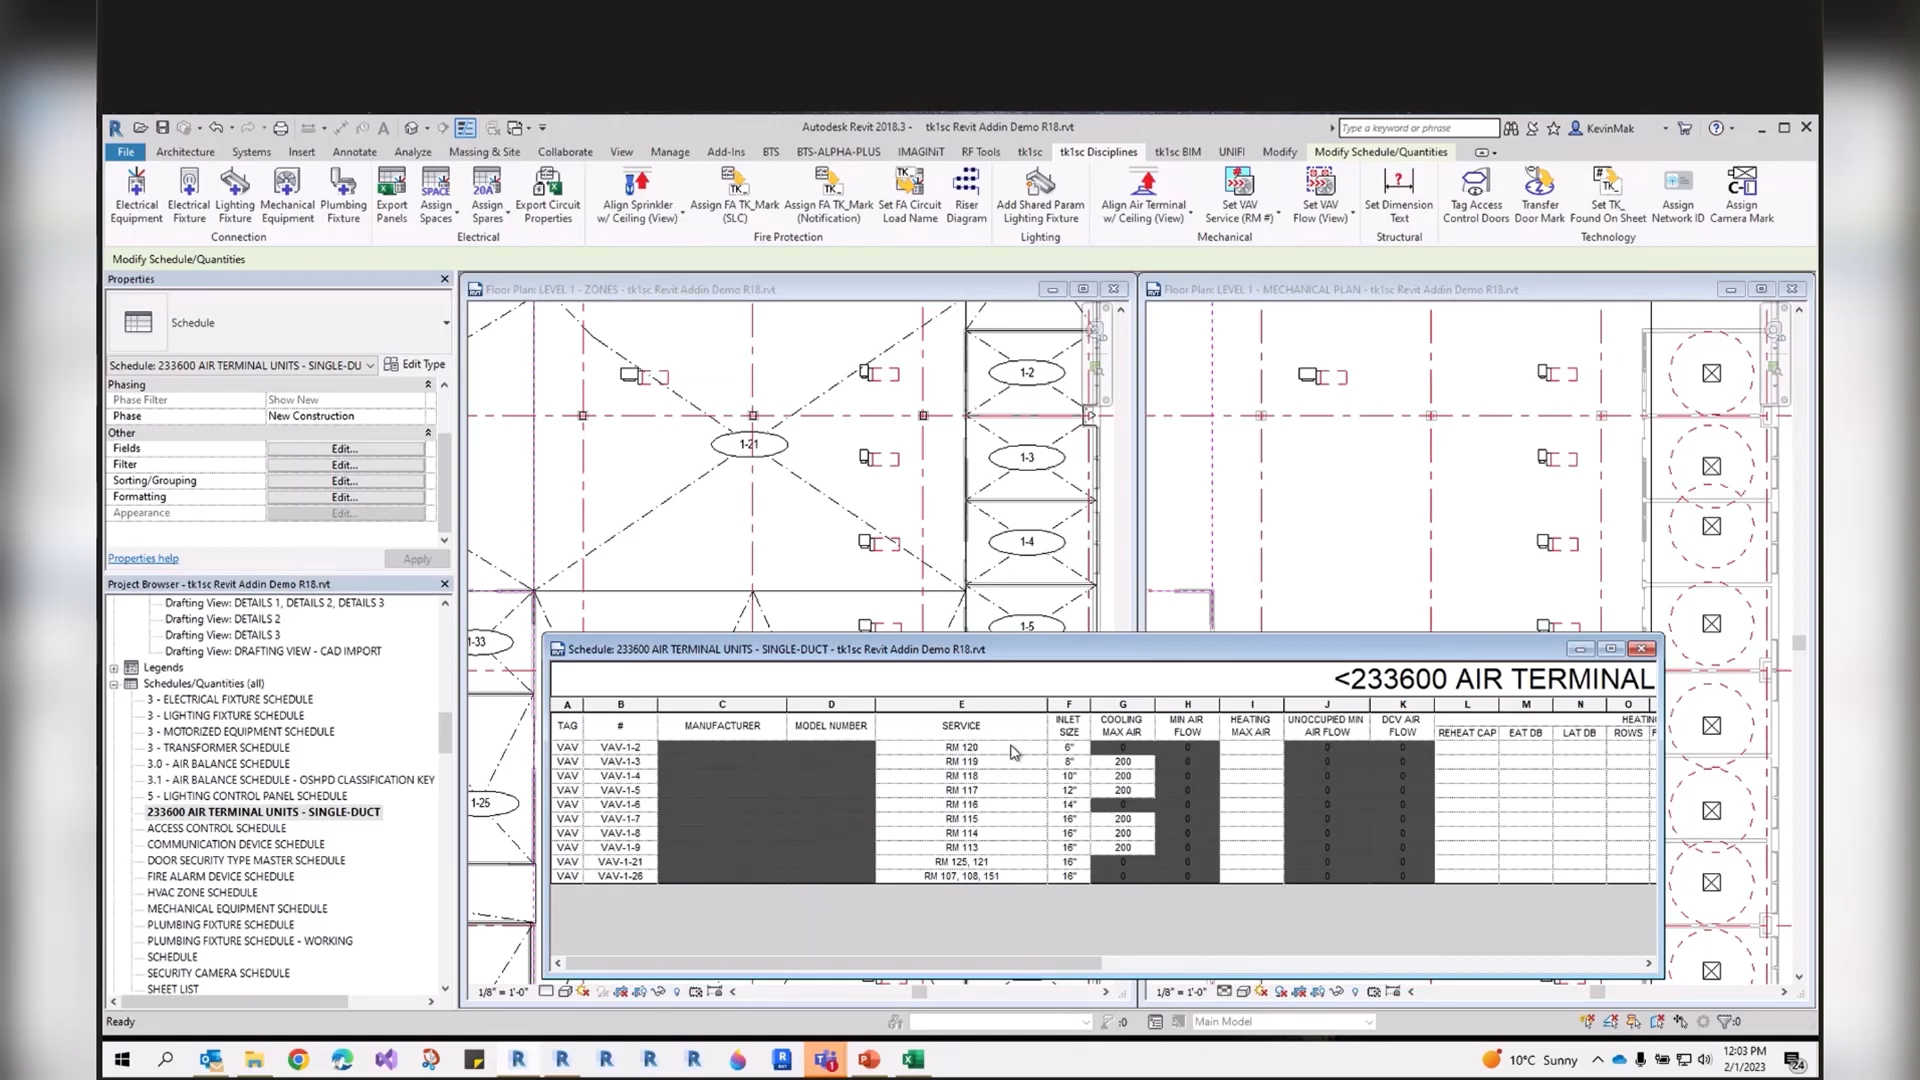 Autodesk Revit 2018.3 - tk1sc Revit Addin Demo R18.rvt
Type a keyword or phrase
KevinMak
File Architecture Systems Insert Annotate Analyze Massing & Site Collaborate View Manage Add-Ins BTS BTS-ALPHA-PLUS IMAGINiT RF Tools tk1sc tk1sc Disciplines tk1sc BIM UNIFI Modify Modify Schedule/Quantities
Electrical Equipment
Electrical Fixture
Lighting Fixture
Mechanical Equipment
Plumbing Fixture
Export Panels
Assign Spaces
Assign Spares
Export Circuit Properties
Align Sprinkler w/ Ceiling (View)
Assign FA TK_Mark (SLC)
Assign FA TK_Mark (Notification)
Set FA Circuit Load Name
Riser Diagram
Add Shared Param Lighting Fixture
Align Air Terminal w/ Ceiling (View)
Set VAV Service (RM #)
Set VAV Flow (View)
Set Dimension Text
Tag Access Control Doors
Transfer Door Mark
Set TK_ Found On Sheet
Assign Network ID
Assign Camera Mark
Connection Electrical Fire Protection Lighting Mechanical Structural Technology
Modify Schedule/Quantities
Properties
Schedule
Schedule: 233600 AIR TERMINAL UNITS - SINGLE-DU
Edit Type
Phasing
Phase Filter Show New
Phase New Construction
Other
Fields Edit...
Filter Edit...
Sorting/Grouping Edit...
Formatting Edit...
Appearance Edit...
Properties help
Apply
Project Browser - tk1sc Revit Addin Demo R18.rvt
Drafting View: DETAILS 1, DETAILS 2, DETAILS 3
Drafting View: DETAILS 2
Drafting View: DETAILS 3
Drafting View: DRAFTING VIEW - CAD IMPORT
Legends
Schedules/Quantities (all)
3 - ELECTRICAL FIXTURE SCHEDULE
3 - LIGHTING FIXTURE SCHEDULE
3 - MOTORIZED EQUIPMENT SCHEDULE
3 - TRANSFORMER SCHEDULE
3.0 - AIR BALANCE SCHEDULE
3.1 - AIR BALANCE SCHEDULE - OSHPD CLASSIFICATION KEY
5 - LIGHTING CONTROL PANEL SCHEDULE
233600 AIR TERMINAL UNITS - SINGLE-DUCT
ACCESS CONTROL SCHEDULE
COMMUNICATION DEVICE SCHEDULE
DOOR SECURITY TYPE MASTER SCHEDULE
FIRE ALARM DEVICE SCHEDULE
HVAC ZONE SCHEDULE
MECHANICAL EQUIPMENT SCHEDULE
PLUMBING FIXTURE SCHEDULE
PLUMBING FIXTURE SCHEDULE - WORKING
SCHEDULE
SECURITY CAMERA SCHEDULE
SHEET LIST
Floor Plan: LEVEL 1 - ZONES - tk1sc Revit Addin Demo R18.rvt
1-2
1-21
1-3
1-4
1-5
1-33
1-25
Floor Plan: LEVEL 1 - MECHANICAL PLAN - tk1sc Revit Addin Demo R18.rvt
Schedule: 233600 AIR TERMINAL UNITS - SINGLE-DUCT - tk1sc Revit Addin Demo R18.rvt
<233600 AIR TERMINAL
A B C D E F G H I J K L M N O
TAG # MANUFACTURER MODEL NUMBER SERVICE INLET SIZE COOLING MAX AIR MIN AIR FLOW HEATING MAX AIR UNOCCUPIED MIN AIR FLOW DCV AIR FLOW HEATIN
REHEAT CAP EAT DB LAT DB ROWS F
VAV VAV-1-2 RM 120 6" 0 0 0 0
VAV VAV-1-3 RM 119 8" 200 0 0 0
VAV VAV-1-4 RM 118 10" 200 0 0 0
VAV VAV-1-5 RM 117 12" 200 0 0 0
VAV VAV-1-6 RM 116 14" 0 0 0 0
VAV VAV-1-7 RM 115 16" 200 0 0 0
VAV VAV-1-8 RM 114 16" 200 0 0 0
VAV VAV-1-9 RM 113 16" 200 0 0 0
VAV VAV-1-21 RM 125, 121 16" 0 0 0 0
VAV VAV-1-26 RM 107, 108, 151 16" 0 0 0 0
1/8" = 1'-0"
1/8" = 1'-0"
Ready
:0
Main Model
:0
10°C Sunny
12:03 PM
2/1/2023
24